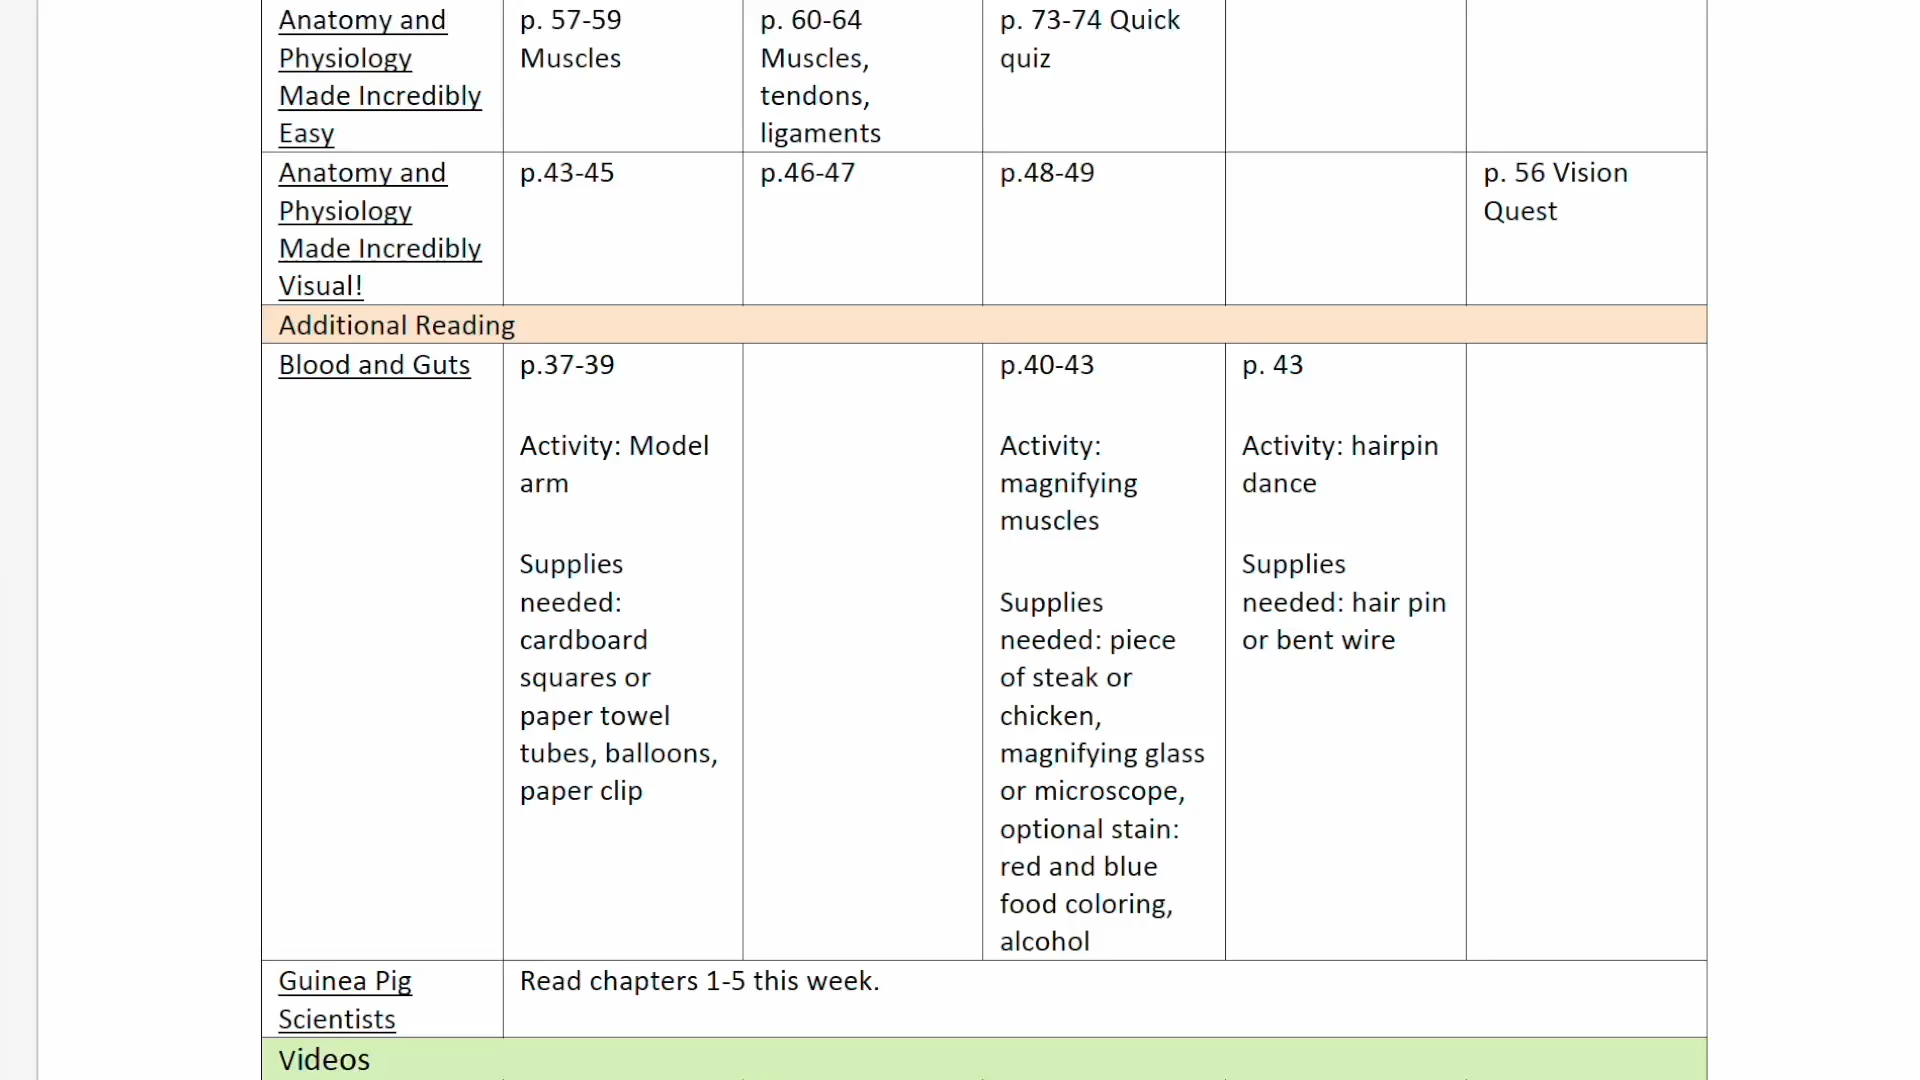 Anatomy and
Physiology
Made Incredibly
Easy
p. 57-59
Muscles
p. 60-64
Muscles,
tendons,
ligaments
p. 73-74 Quick
quiz
Anatomy and
Physiology
Made Incredibly
Visual!
p.43-45
p.46-47
p.48-49
p. 56 Vision
Quest
Additional Reading
Blood and Guts
p.37-39
Activity: Model
arm
Supplies
needed:
cardboard
squares or
paper towel
tubes, balloons,
paper clip
p.40-43
Activity:
magnifying
muscles
Supplies
needed: piece
of steak or
chicken,
magnifying glass
or microscope,
optional stain:
red and blue
food coloring,
alcohol
p. 43
Activity: hairpin
dance
Supplies
needed: hair pin
or bent wire
Guinea Pig
Scientists
Read chapters 1-5 this week.
Videos